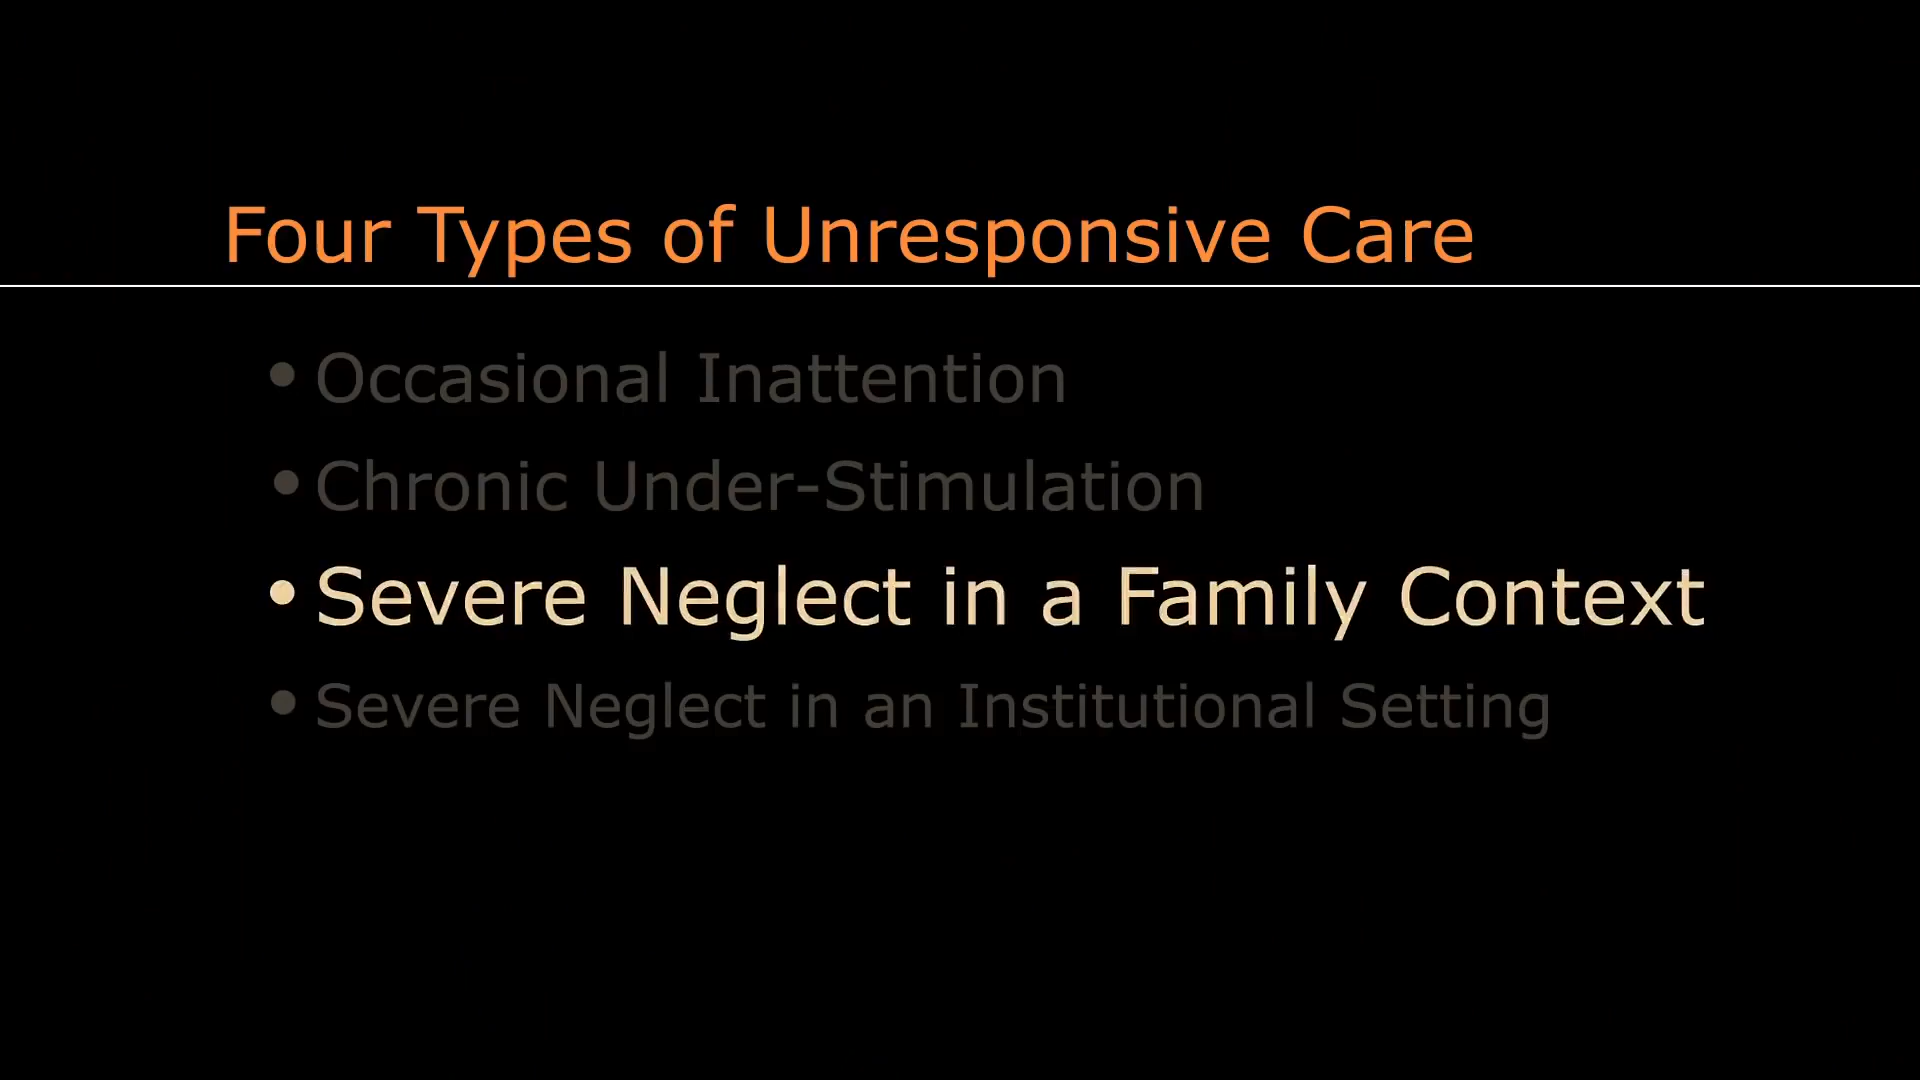 Four Types of Unresponsive Care
• Occasional Inattention
• Chronic Under-Stimulation
• Severe Neglect in a Family Context
• Severe Neglect in an Institutional Setting